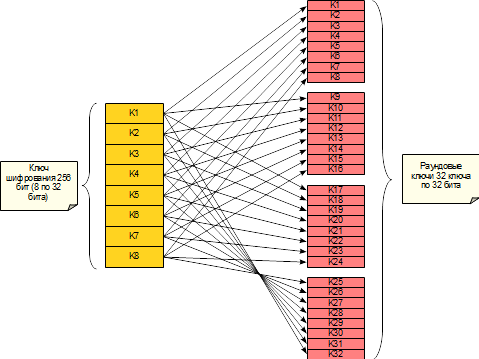 Ключ
шифрования 256
бит (8 по 32
бита)
K1
K2
K3
K4
K5
K6
K7
K8
K1
K2
K3
K4
K5
K6
K7
K8
K9
K10
K11
K12
K13
K14
K15
K16
K17
K18
K19
K20
K21
K22
K23
K24
K25
K26
K27
K28
K29
K30
K31
K32
Раундовые
ключи 32 ключа
по 32 бита